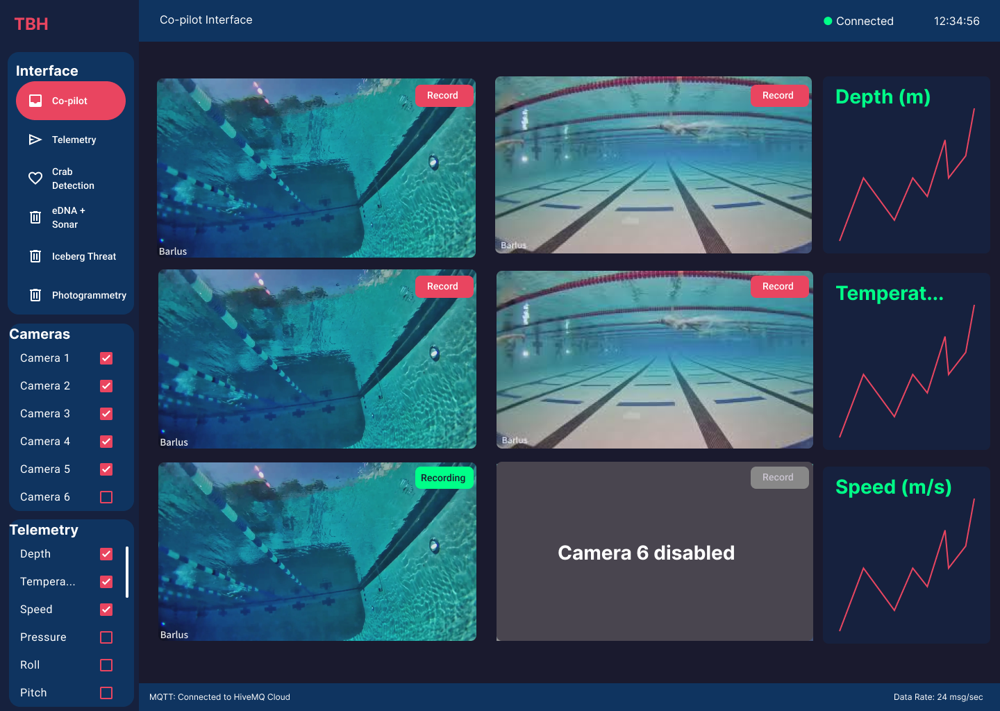 TBH
Co-pilot Interface
Connected
12:34:56
Interface
Co-pilot
Telemetry
Crab
Detection
eDNA +
Sonar
Iceberg Threat
Photogrammetry
Cameras
Camera 1
Camera 2
Camera 3
Camera 4
Camera 5
Camera 6
Telemetry
Depth
Tempera...
Speed
Pressure
Roll
Pitch
Record
Barlus
Record
Barlus
Depth (m)
Record
Barlus
Record
Barlus
Temperat...
Recording
Barlus
Record
Camera 6 disabled
Speed (m/s)
MQTT: Connected to HiveMQ Cloud
Data Rate: 24 msg/sec